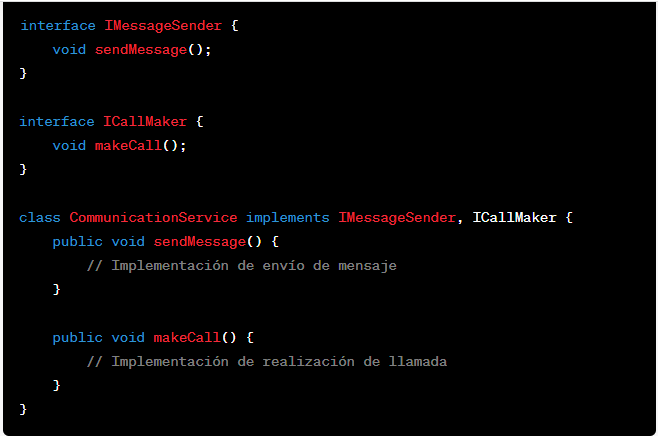 interface IMessageSender {
    void sendMessage();
}

interface ICallMaker {
    void makeCall();
}

class CommunicationService implements IMessageSender, ICallMaker {
    public void sendMessage() {
        // Implementación de envío de mensaje
    }

    public void makeCall() {
        // Implementación de realización de llamada
    }
}